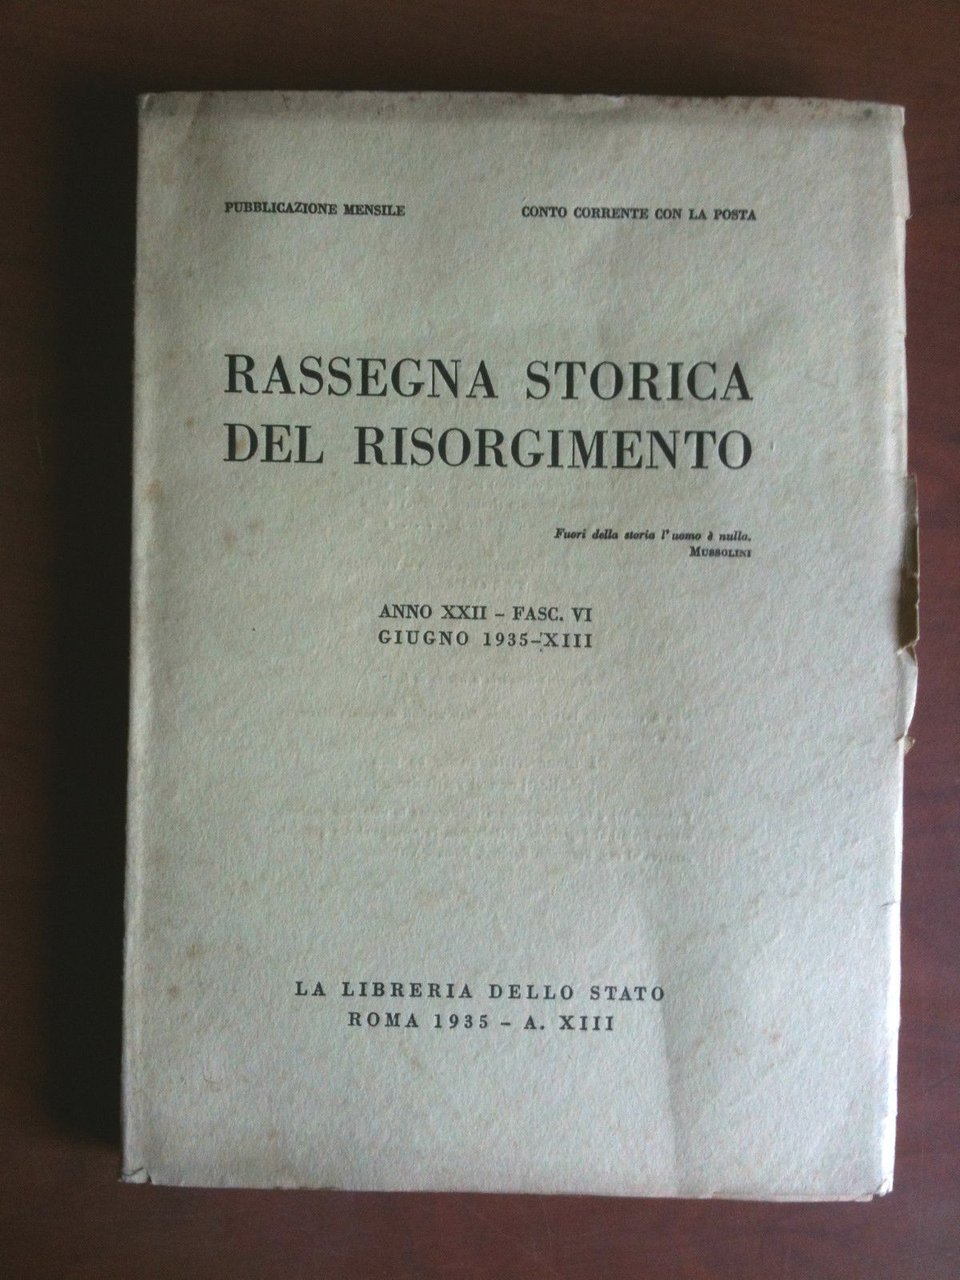 PUBBLICAZIONE MENSILE CONTO CORRENTE CON LA POSTA
RASSEGNA STORICA
DEL RISORGIMENTO
Fuori della storia l'uomo è nulla.
MUSSOLINI
ANNO XXII - FASC. VI
GIUGNO 1935-XIII
LA LIBRERIA DELLO STATO
ROMA 1935 - A. XIII